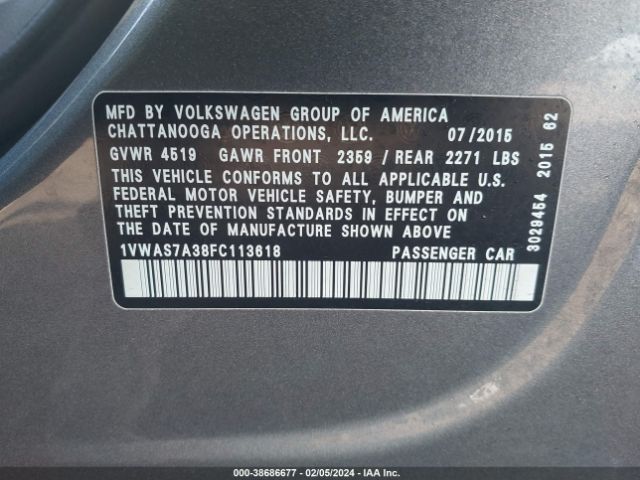 MFD BY VOLKSWAGEN GROUP OF AMERICA
CHATTANOOGA OPERATIONS, LLC. 07/2015
GVWR 4519 GAWR FRONT 2359 / REAR 2271 LBS
THIS VEHICLE CONFORMS TO ALL APPLICABLE U.S.
FEDERAL MOTOR VEHICLE SAFETY, BUMPER AND
THEFT PREVENTION STANDARDS IN EFFECT ON
THE DATE OF MANUFACTURE SHOWN ABOVE
1VWAS7A38FC113618 PASSENGER CAR
3029454 2015 62
000-38686677 - 02/05/2024 - IAA Inc.